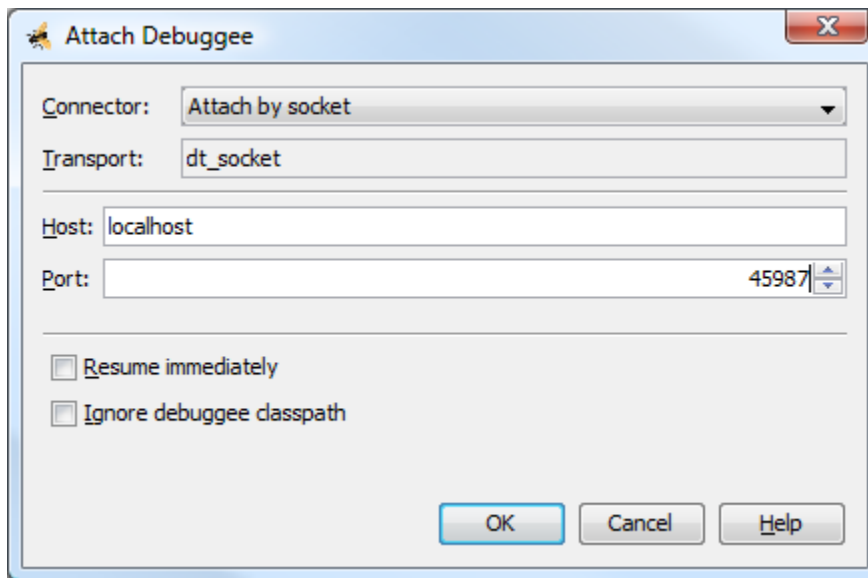 Attach Debuggee
Connector: Attach by socket
Transport: dt_socket
Host: localhost
Port: 45987
Resume immediately
Ignore debuggee classpath
OK Cancel Help